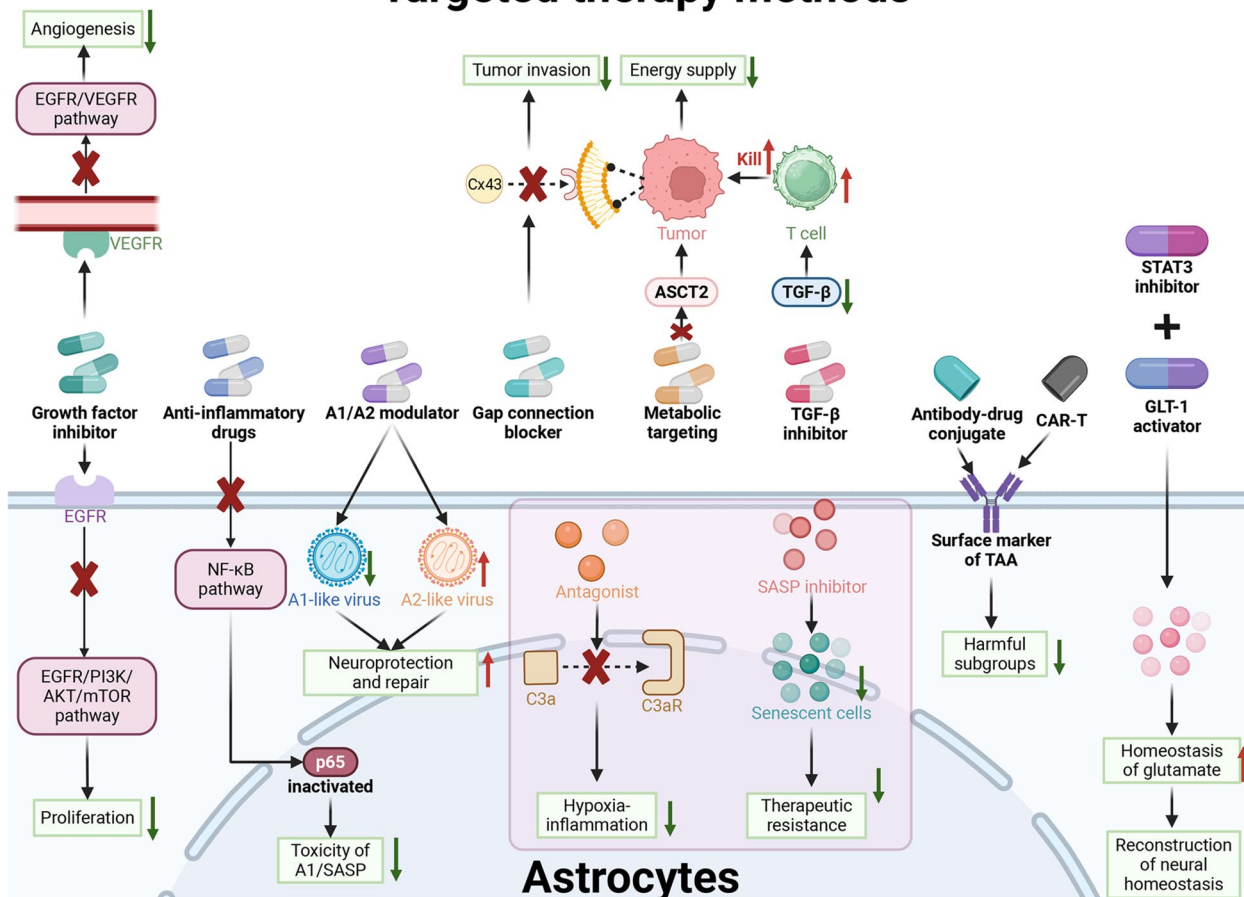 Targeted therapy methods
Angiogenesis
EGFR/VEGFR
pathway
VEGFR
Tumor invasion
Energy supply
Cx43
Kill
Tumor
T cell
ASCT2
TGF-β
STAT3
inhibitor
+
Growth factor
inhibitor
Anti-inflammatory
drugs
A1/A2 modulator
Gap connection
blocker
Metabolic
targeting
TGF-β
inhibitor
Antibody-drug
conjugate
CAR-T
GLT-1
activator
EGFR
NF-κB
pathway
A1-like virus
A2-like virus
Antagonist
SASP inhibitor
Surface marker
of TAA
Neuroprotection
and repair
C3a
C3aR
Senescent cells
Harmful
subgroups
EGFR/PI3K/
AKT/mTOR
pathway
p65
inactivated
Proliferation
Toxicity of
A1/SASP
Hypoxia-
inflammation
Therapeutic
resistance
Homeostasis
of glutamate
Reconstruction
of neural
homeostasis
Astrocytes